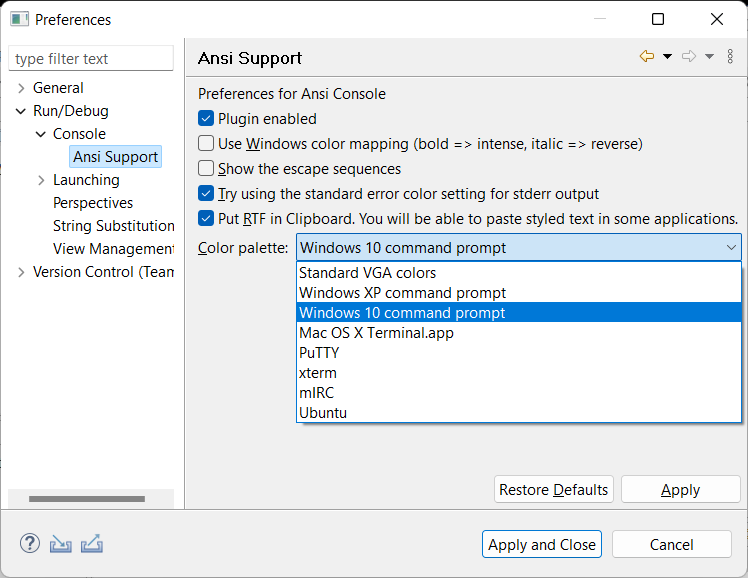 Preferences
type filter text
General
Run/Debug
Console
Ansi Support
Launching
Perspectives
String Substitution
View Management
Version Control (Team
Ansi Support
Preferences for Ansi Console
Plugin enabled
Use Windows color mapping (bold => intense, italic => reverse)
Show the escape sequences
Try using the standard error color setting for stderr output
Put RTF in Clipboard. You will be able to paste styled text in some applications.
Color palette: Windows 10 command prompt
Standard VGA colors
Windows XP command prompt
Windows 10 command prompt
Mac OS X Terminal.app
PuTTY
xterm
mIRC
Ubuntu
Restore Defaults Apply
? Apply and Close Cancel